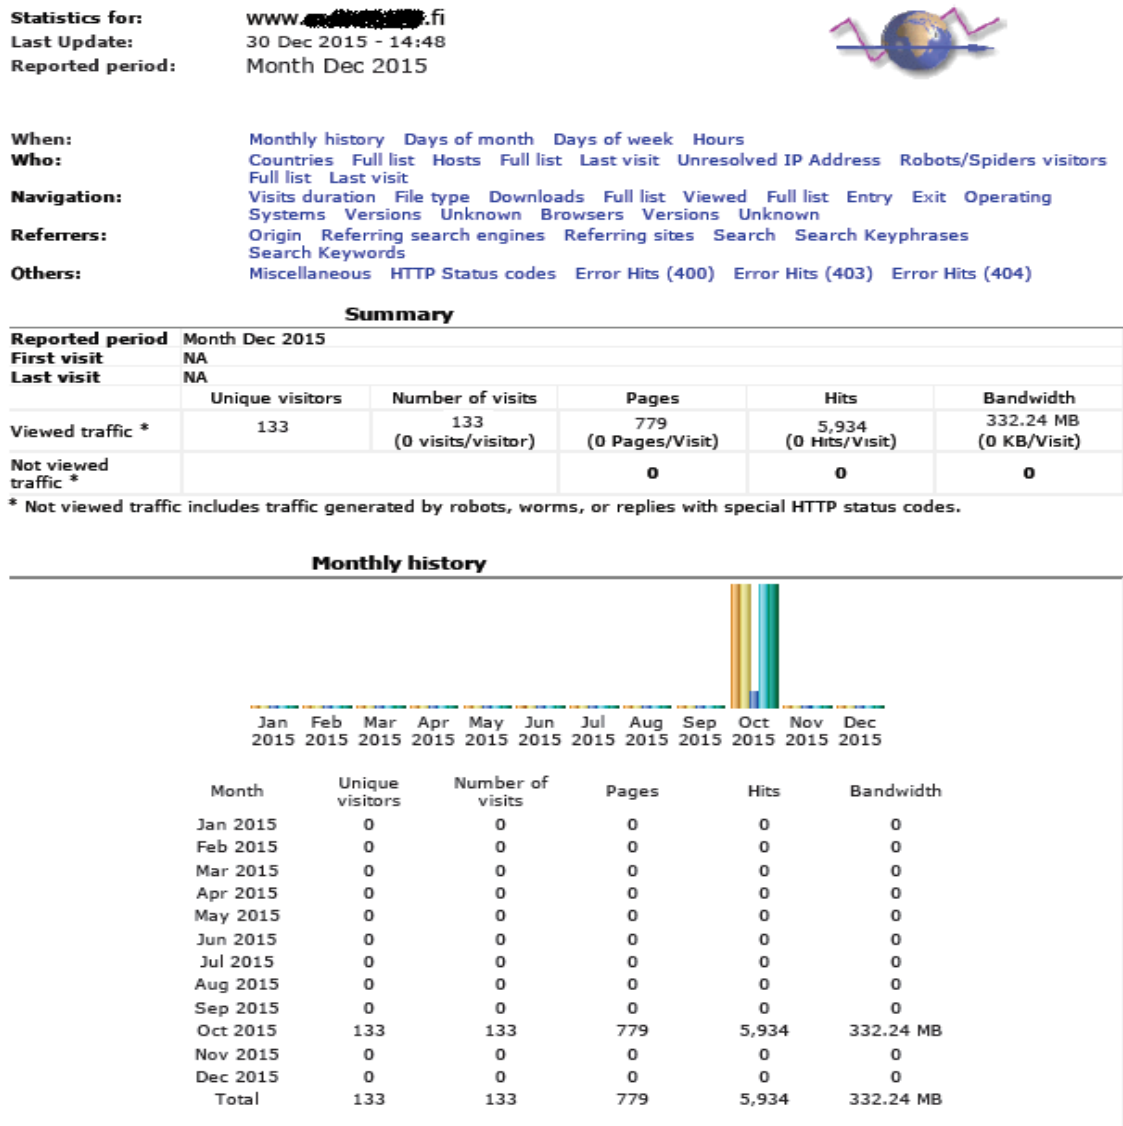 Statistics for: www. .fi
Last Update: 30 Dec 2015 - 14:48
Reported period: Month Dec 2015
When: Monthly history Days of month Days of week Hours
Who: Countries Full list Hosts Full list Last visit Unresolved IP Address Robots/Spiders visitors
Full list Last visit
Navigation: Visits duration File type Downloads Full list Viewed Full list Entry Exit Operating
Systems Versions Unknown Browsers Versions Unknown
Referrers: Origin Referring search engines Referring sites Search Search Keyphrases
Search Keywords
Others: Miscellaneous HTTP Status codes Error Hits (400) Error Hits (403) Error Hits (404)
Summary
Reported period Month Dec 2015
First visit NA
Last visit NA
Unique visitors Number of visits Pages Hits Bandwidth
Viewed traffic * 133 133 779 5,934 332.24 MB
(0 visits/visitor) (0 Pages/Visit) (0 Hits/Visit) (0 KB/Visit)
Not viewed
traffic * 0 0 0
* Not viewed traffic includes traffic generated by robots, worms, or replies with special HTTP status codes.
Monthly history
Jan Feb Mar Apr May Jun Jul Aug Sep Oct Nov Dec
2015 2015 2015 2015 2015 2015 2015 2015 2015 2015 2015 2015
Month Unique visitors Number of visits Pages Hits Bandwidth
Jan 2015 0 0 0 0 0
Feb 2015 0 0 0 0 0
Mar 2015 0 0 0 0 0
Apr 2015 0 0 0 0 0
May 2015 0 0 0 0 0
Jun 2015 0 0 0 0 0
Jul 2015 0 0 0 0 0
Aug 2015 0 0 0 0 0
Sep 2015 0 0 0 0 0
Oct 2015 133 133 779 5,934 332.24 MB
Nov 2015 0 0 0 0 0
Dec 2015 0 0 0 0 0
Total 133 133 779 5,934 332.24 MB